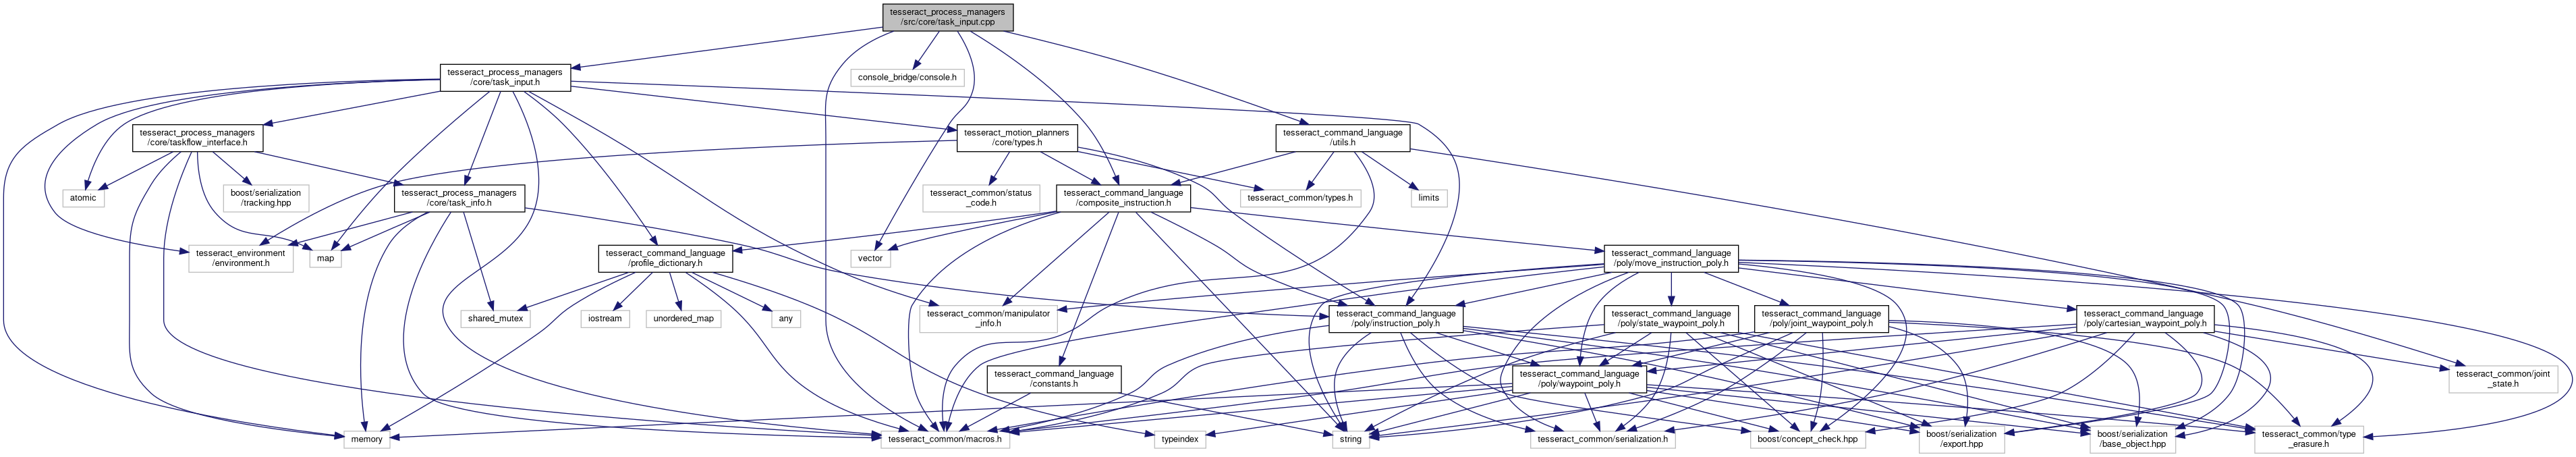 tesseract_process_managers
/src/core/task_input.cpp
tesseract_process_managers
/core/task_input.h
console_bridge/console.h
tesseract_process_managers
/core/taskflow_interface.h
tesseract_motion_planners
/core/types.h
tesseract_command_language
/utils.h
atomic
boost/serialization
/tracking.hpp
tesseract_process_managers
/core/task_info.h
tesseract_common/status
_code.h
tesseract_command_language
/composite_instruction.h
tesseract_common/types.h
limits
tesseract_environment
/environment.h
map
tesseract_command_language
/profile_dictionary.h
vector
tesseract_command_language
/poly/move_instruction_poly.h
shared_mutex
iostream
unordered_map
any
tesseract_common/manipulator
_info.h
tesseract_command_language
/poly/instruction_poly.h
tesseract_command_language
/poly/state_waypoint_poly.h
tesseract_command_language
/poly/joint_waypoint_poly.h
tesseract_command_language
/poly/cartesian_waypoint_poly.h
tesseract_command_language
/constants.h
tesseract_command_language
/poly/waypoint_poly.h
tesseract_common/joint
_state.h
memory
tesseract_common/macros.h
typeindex
string
tesseract_common/serialization.h
boost/concept_check.hpp
boost/serialization
/export.hpp
boost/serialization
/base_object.hpp
tesseract_common/type
_erasure.h